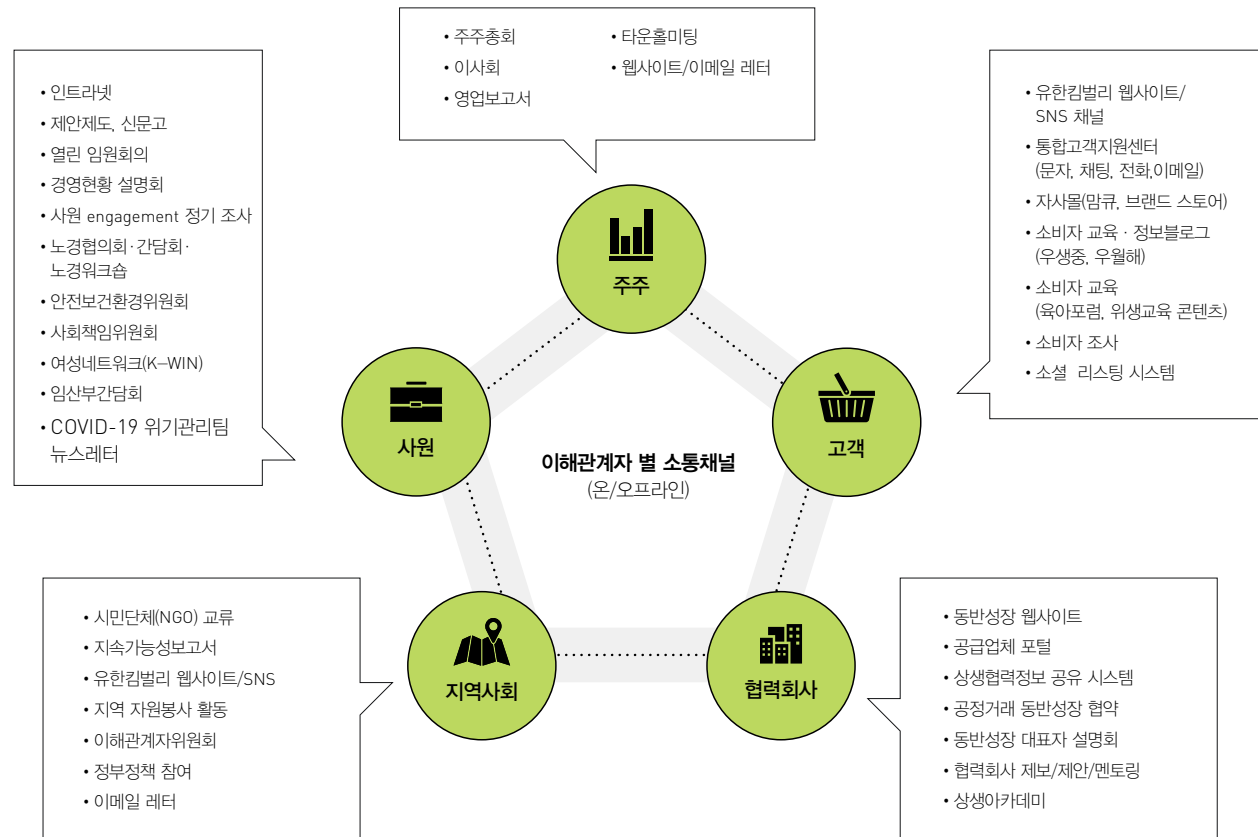 • 주주총회
• 이사회
• 영업보고서
• 타운홀미팅
• 웹사이트/이메일 레터
• 인트라넷
• 제안제도, 신문고
• 열린 임원회의
• 경영현황 설명회
• 사원 engagement 정기 조사
• 노경협의회·간담회·
노경워크숍
• 안전보건환경위원회
• 사회책임위원회
• 여성네트워크(K-WIN)
• 임산부간담회
• COVID-19 위기관리팀
뉴스레터
• 유한킴벌리 웹사이트/
SNS 채널
• 통합고객지원센터
(문자, 채팅, 전화,이메일)
• 자사몰(맘큐, 브랜드 스토어)
• 소비자 교육 · 정보블로그
(우생중, 우월해)
• 소비자 교육
(육아포럼, 위생교육 콘텐츠)
• 소비자 조사
• 소셜 리스팅 시스템
주주
사원
고객
이해관계자 별 소통채널
(온/오프라인)
지역사회
협력회사
• 시민단체(NGO) 교류
• 지속가능성보고서
• 유한킴벌리 웹사이트/SNS
• 지역 자원봉사 활동
• 이해관계자위원회
• 정부정책 참여
• 이메일 레터
• 동반성장 웹사이트
• 공급업체 포털
• 상생협력정보 공유 시스템
• 공정거래 동반성장 협약
• 동반성장 대표자 설명회
• 협력회사 제보/제안/멘토링
• 상생아카데미